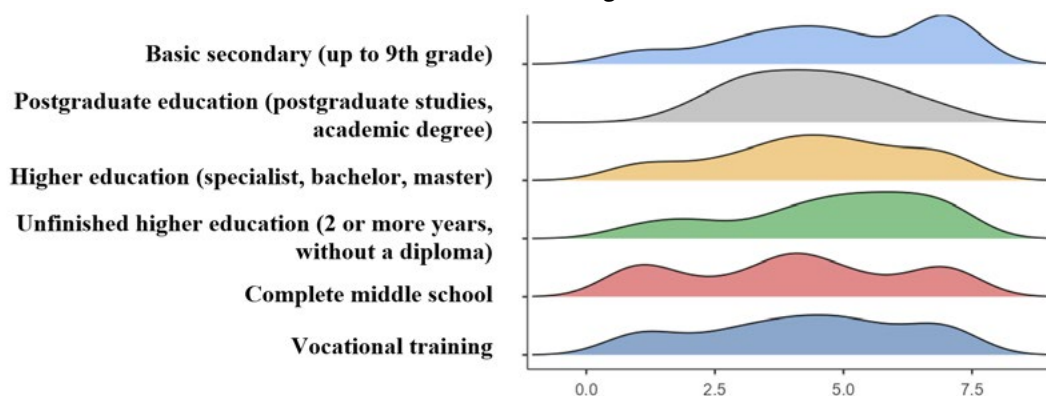 Basic secondary (up to 9th grade)
Postgraduate education (postgraduate studies,
academic degree)
Higher education (specialist, bachelor, master)
Unfinished higher education (2 or more years,
without a diploma)
Complete middle school
Vocational training
0.0 2.5 5.0 7.5